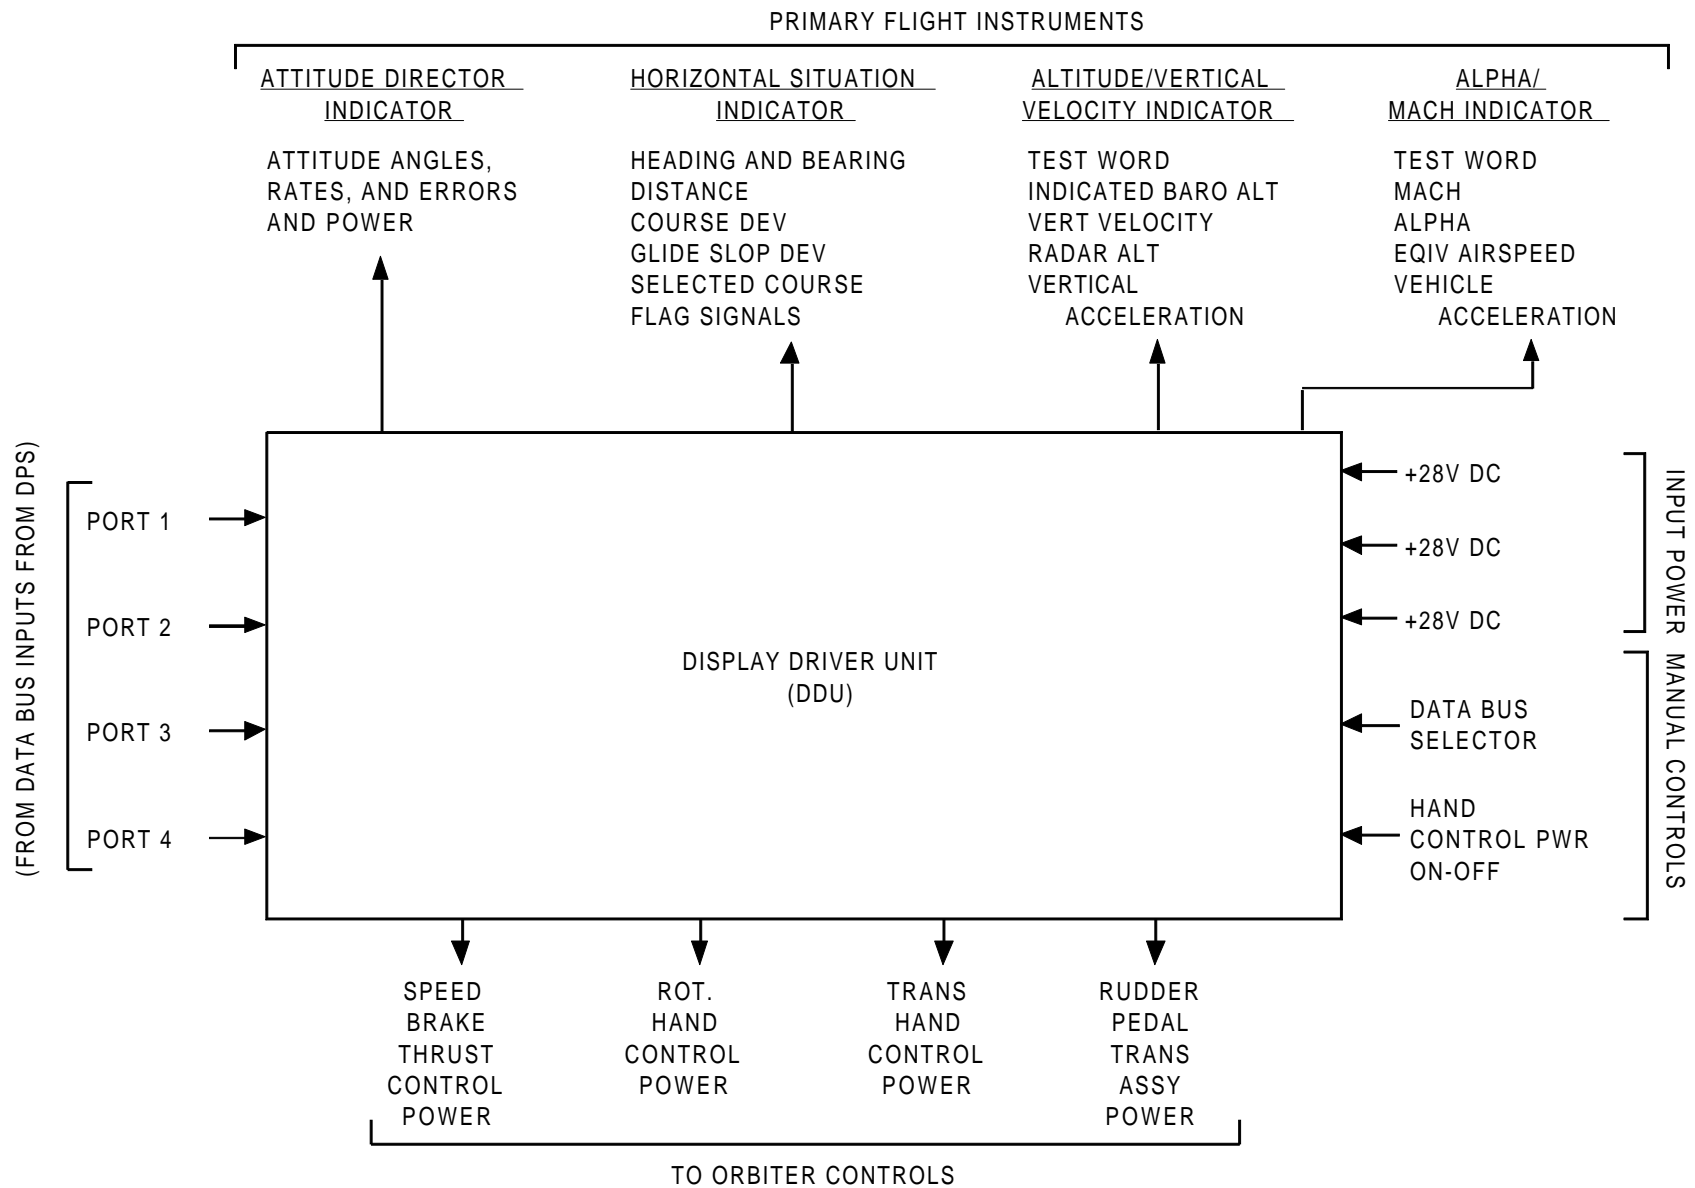 PRIMARY FLIGHT INSTRUMENTS
ATTITUDE DIRECTOR
INDICATOR
ATTITUDE ANGLES,
RATES, AND ERRORS
AND POWER
HORIZONTAL SITUATION
INDICATOR
HEADING AND BEARING
DISTANCE
COURSE DEV
GLIDE SLOP DEV
SELECTED COURSE
FLAG SIGNALS
ALTITUDE/VERTICAL
VELOCITY INDICATOR
TEST WORD
INDICATED BARO ALT
VERT VELOCITY
RADAR ALT
VERTICAL
ACCELERATION
ALPHA/
MACH INDICATOR
TEST WORD
MACH
ALPHA
EQIV AIRSPEED
VEHICLE
ACCELERATION
(FROM DATA BUS INPUTS FROM DPS)
PORT 1
PORT 2
PORT 3
PORT 4
DISPLAY DRIVER UNIT
(DDU)
+28V DC
+28V DC
+28V DC
INPUT POWER
DATA BUS
SELECTOR
HAND
CONTROL PWR
ON-OFF
MANUAL CONTROLS
SPEED
BRAKE
THRUST
CONTROL
POWER
ROT.
HAND
CONTROL
POWER
TRANS
HAND
CONTROL
POWER
RUDDER
PEDAL
TRANS
ASSY
POWER
TO ORBITER CONTROLS